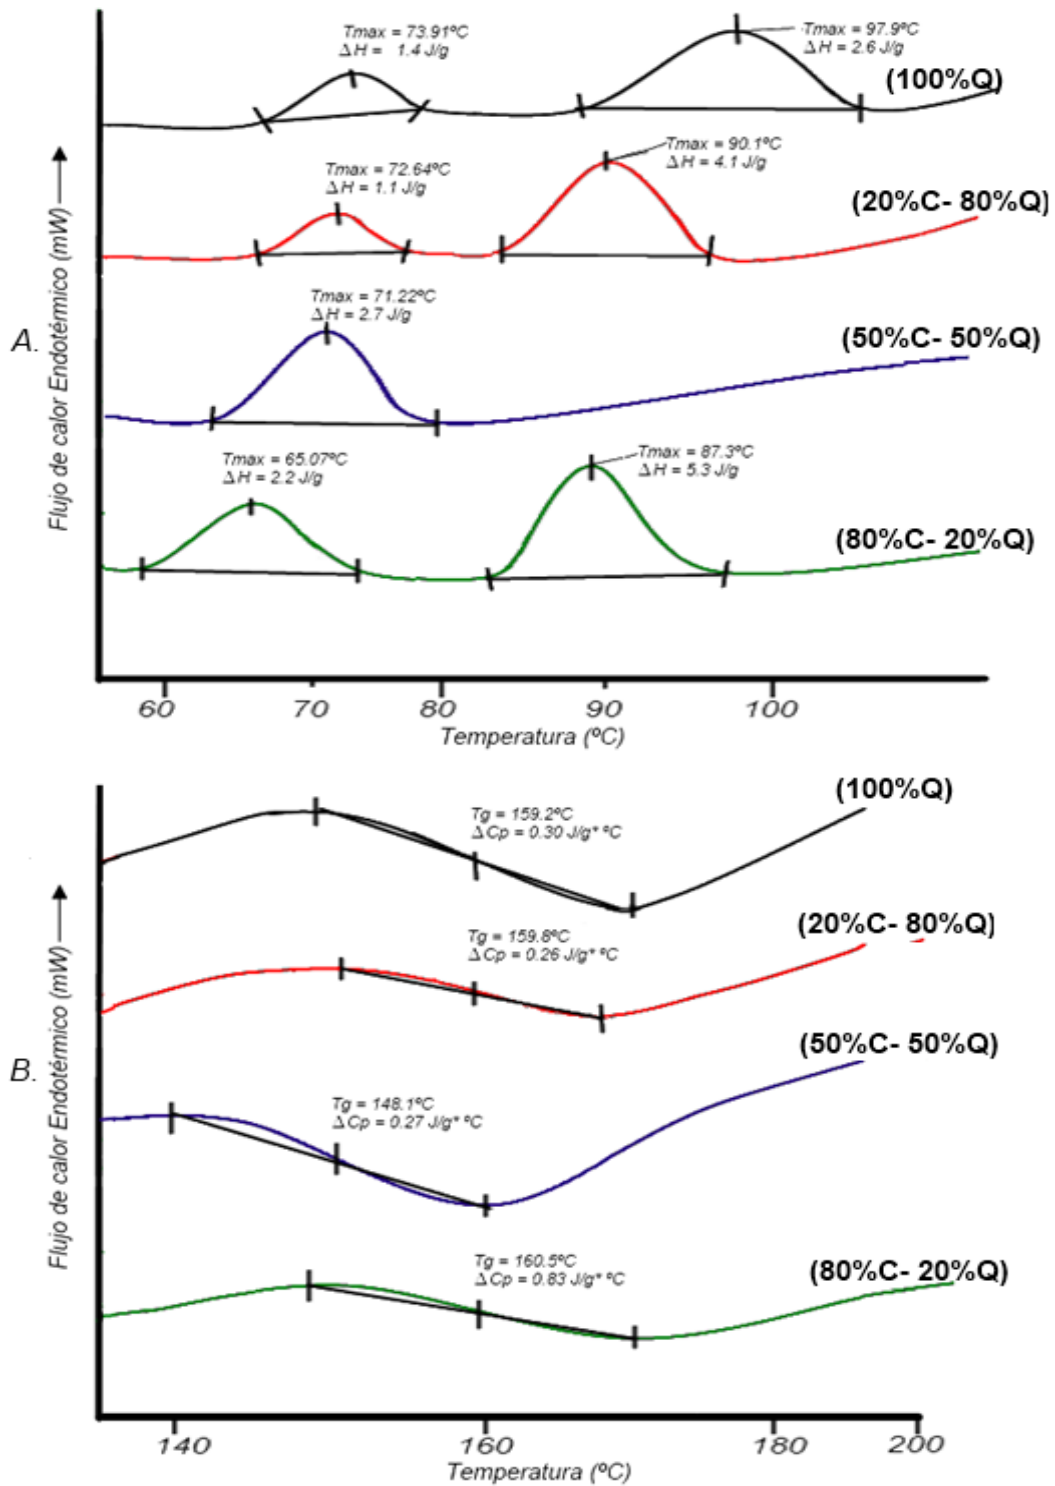 Tmax = 73.91ºC
ΔH = 1.4 J/g
Tmax = 97.9ºC
ΔH = 2.6 J/g
(100%Q)
Tmax = 72.64ºC
ΔH = 1.1 J/g
Tmax = 90.1ºC
ΔH = 4.1 J/g
(20%C- 80%Q)
Tmax = 71.22ºC
ΔH = 2.7 J/g
(50%C- 50%Q)
A.
Flujo de calor Endotérmico (mW)
Tmax = 65.07ºC
ΔH = 2.2 J/g
Tmax = 87.3ºC
ΔH = 5.3 J/g
(80%C- 20%Q)
60 70 80 90 100
Temperatura (ºC)
(100%Q)
Tg = 159.2ºC
ΔCp = 0.30 J/g* ºC
(20%C- 80%Q)
Tg = 159.8ºC
ΔCp = 0.26 J/g* ºC
(50%C- 50%Q)
B.
Flujo de calor Endotérmico (mW)
Tg = 148.1ºC
ΔCp = 0.27 J/g* ºC
Tg = 160.5ºC
ΔCp = 0.83 J/g* ºC
(80%C- 20%Q)
140 160 180 200
Temperatura (ºC)